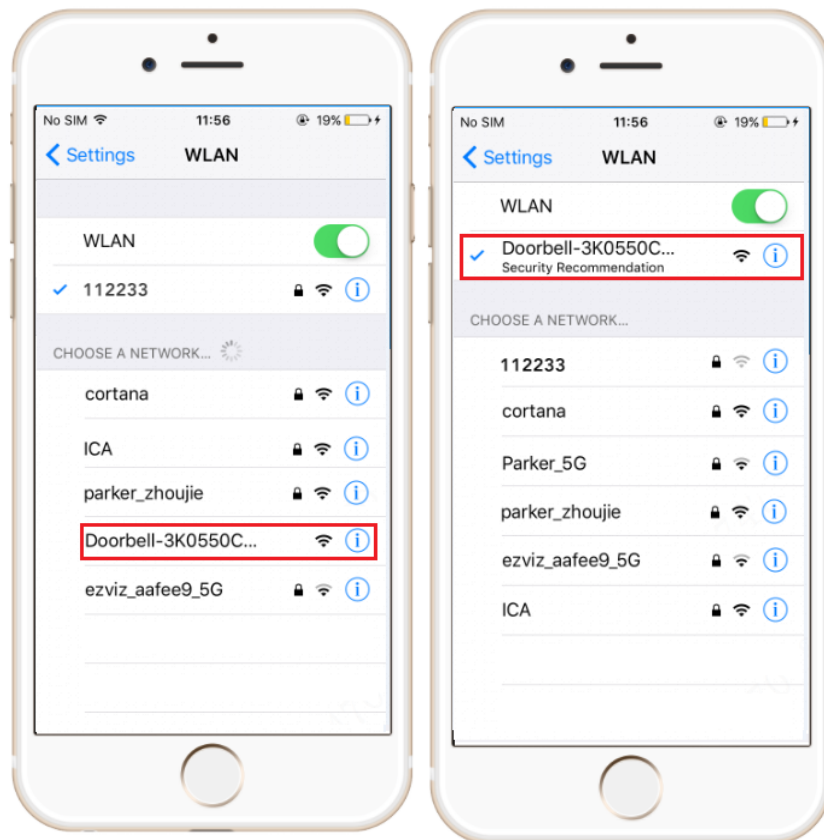 No SIM 11:56 19%
Settings WLAN
WLAN
112233
CHOOSE A NETWORK...
cortana
ICA
parker_zhoujie
Doorbell-3K0550C...
ezviz_aafee9_5G
No SIM 11:56 19%
Settings WLAN
WLAN
Doorbell-3K0550C...
Security Recommendation
CHOOSE A NETWORK...
112233
cortana
Parker_5G
parker_zhoujie
ezviz_aafee9_5G
ICA